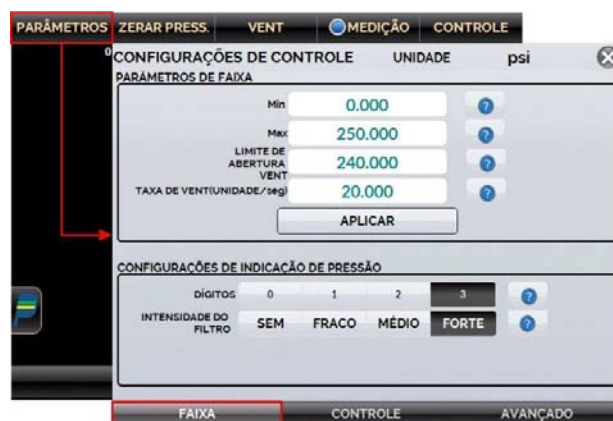 PARÂMETROS ZERAR PRESS. VENT MEDIÇÃO CONTROLE
0
CONFIGURAÇÕES DE CONTROLE UNIDADE psi
PARÂMETROS DE FAIXA
Min 0.000 ?
Max 250.000 ?
LIMITE DE
ABERTURA 240.000 ?
VENT
TAXA DE VENT(UNIDADE/seg) 20.000 ?
APLICAR
CONFIGURAÇÕES DE INDICAÇÃO DE PRESSÃO
DÍGITOS 0 1 2 3 ?
INTENSIDADE DO
FILTRO SEM FRACO MÉDIO FORTE ?
FAIXA CONTROLE AVANÇADO